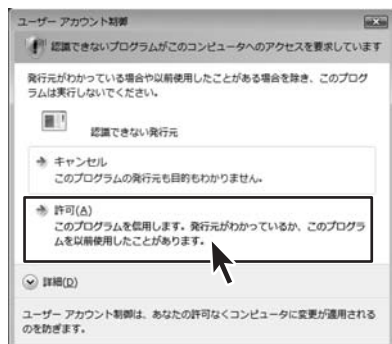 ユーザー アカウント制御
認識できないプログラムがこのコンピュータへのアクセスを要求しています
発行元がわかっている場合や以前使用したことがある場合を除き、このプログ
ラムは実行しないでください。
認識できない発行元
キャンセル
このプログラムの発行元も目的もわかりません。
許可(A)
このプログラムを信用します。発行元がわかっているか、このプログラ
ムを以前使用したことがあります。
詳細(D)
ユーザー アカウント制御は、あなたの許可なくコンピュータに変更が適用される
のを防ぎます。